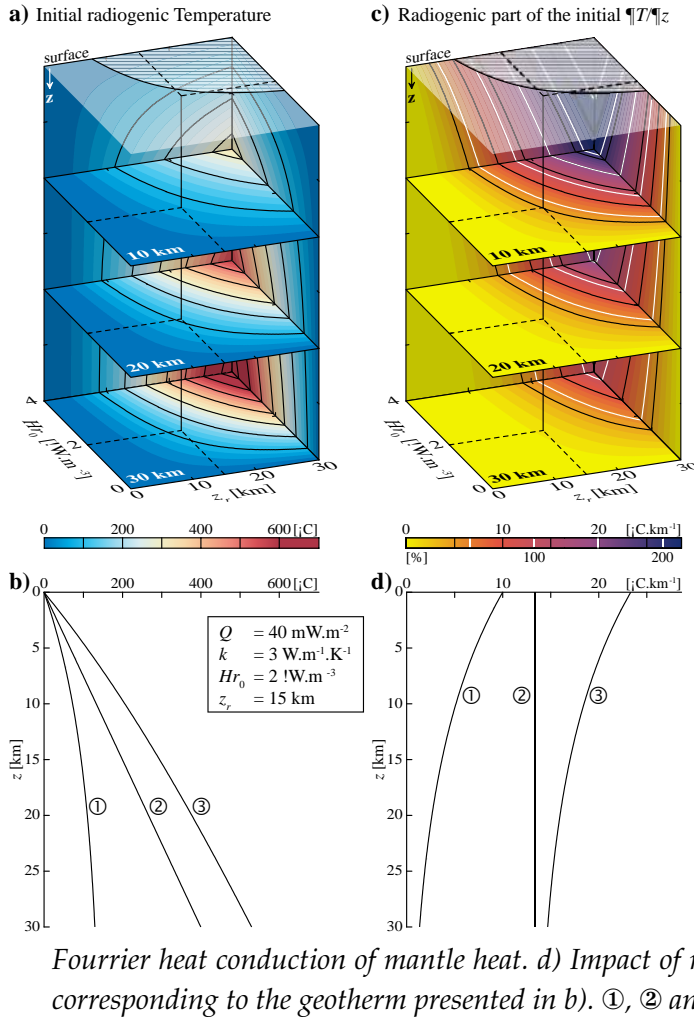 a) Initial radiogenic Temperature
c) Radiogenic part of the initial ¶T/¶z
surface
z
10 km
20 km
30 km
4
2
0
Hr0 [!W.m-3]
0
10
20
30
zr [km]
surface
z
10 km
20 km
30 km
4
2
0
Hr0 [!W.m-3]
0
10
20
30
zr [km]
0 200 400 600 [¡C]
0 10 20 [¡C.km-1]
[%] 100 200
b)
0 200 400 600 [¡C]
0
5
10
15
20
25
30
z [km]
Q = 40 mW.m-2
k = 3 W.m-1.K-1
Hr0 = 2 !W.m-3
zr = 15 km
① ② ③
d)
0 10 20 [¡C.km-1]
0
5
10
15
20
25
30
z [km]
① ② ③
Fourrier heat conduction of mantle heat. d) Impact of
corresponding to the geotherm presented in b). ①, ② an